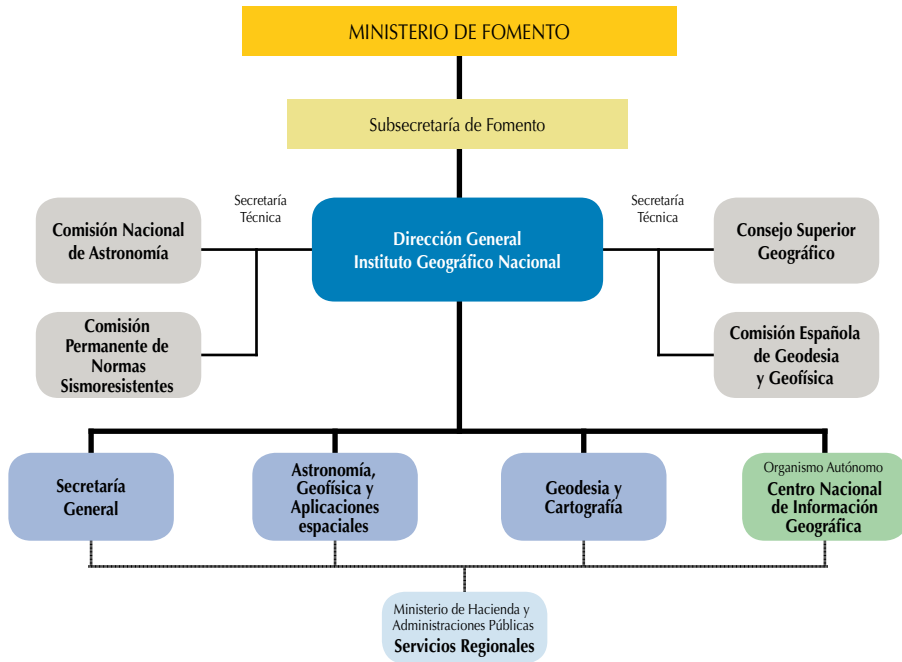 MINISTERIO DE FOMENTO
Subsecretaría de Fomento
Secretaría
Técnica
Secretaría
Técnica
Comisión Nacional
de Astronomía
Dirección General
Instituto Geográfico Nacional
Consejo Superior
Geográfico
Comisión
Permanente de
Normas
Sismoresistentes
Comisión Española
de Geodesia
y Geofísica
Secretaría
General
Astronomía,
Geofísica y
Aplicaciones
espaciales
Geodesia y
Cartografía
Organismo Autónomo
Centro Nacional
de Información
Geográfica
Ministerio de Hacienda y
Administraciones Públicas
Servicios Regionales